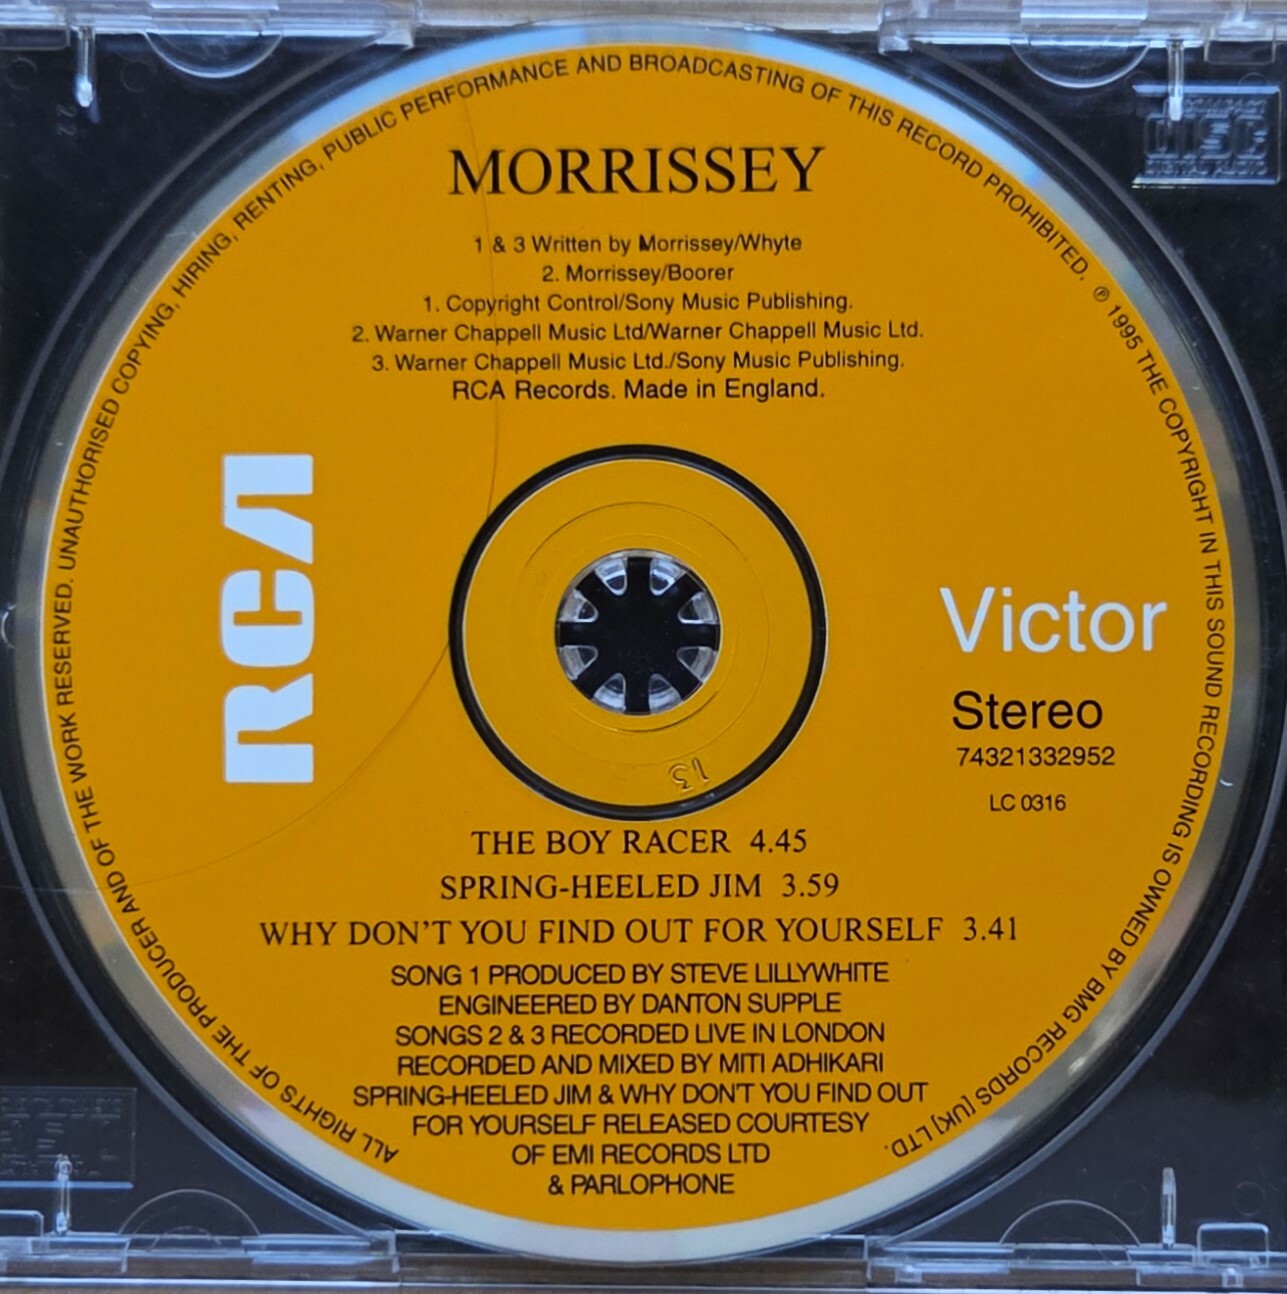 ALL RIGHTS OF THE PRODUCER AND OF THE WORK RESERVED. UNAUTHORISED COPYING, HIRING, RENTING, PUBLIC PERFORMANCE AND BROADCASTING OF THIS RECORD PROHIBITED. ℗ 1995 THE COPYRIGHT IN THIS SOUND RECORDING IS OWNED BY BMG RECORDS [UK] LTD.
MORRISSEY
1 & 3 Written by Morrissey/Whyte
2. Morrissey/Boorer
1. Copyright Control/Sony Music Publishing.
2. Warner Chappell Music Ltd/Warner Chappell Music Ltd.
3. Warner Chappell Music Ltd./Sony Music Publishing.
RCA Records. Made in England.
RCA
Victor
Stereo
74321332952
LC 0316
13
THE BOY RACER 4.45
SPRING-HEELED JIM 3.59
WHY DON'T YOU FIND OUT FOR YOURSELF 3.41
SONG 1 PRODUCED BY STEVE LILLYWHITE
ENGINEERED BY DANTON SUPPLE
SONGS 2 & 3 RECORDED LIVE IN LONDON
RECORDED AND MIXED BY MITI ADHIKARI
SPRING-HEELED JIM & WHY DON'T YOU FIND OUT
FOR YOURSELF RELEASED COURTESY
OF EMI RECORDS LTD
& PARLOPHONE